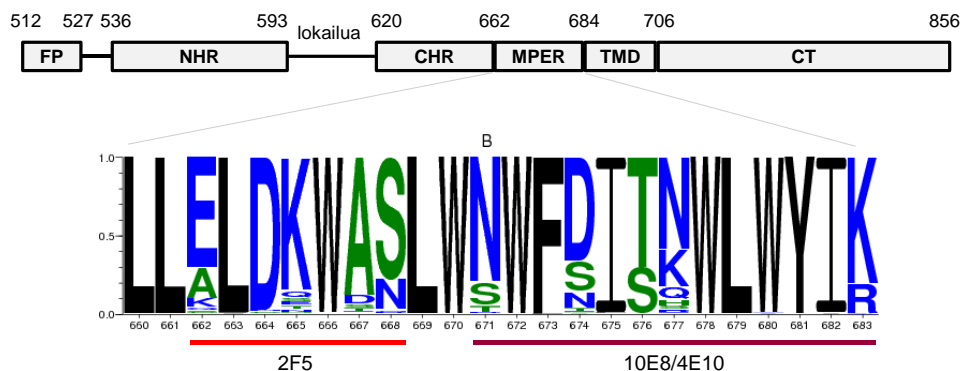 512 527 536 593 lokailua 620 662 684 706 856
FP NHR CHR MPER TMD CT
B
1.0
0.5
0.0
L L E L D K W A S L W N W F D I T N W L W Y I K
A Q D N S S S K R
K N Q
660 661 662 663 664 665 666 667 668 669 670 671 672 673 674 675 676 677 678 679 680 681 682 683
2F5 10E8/4E10